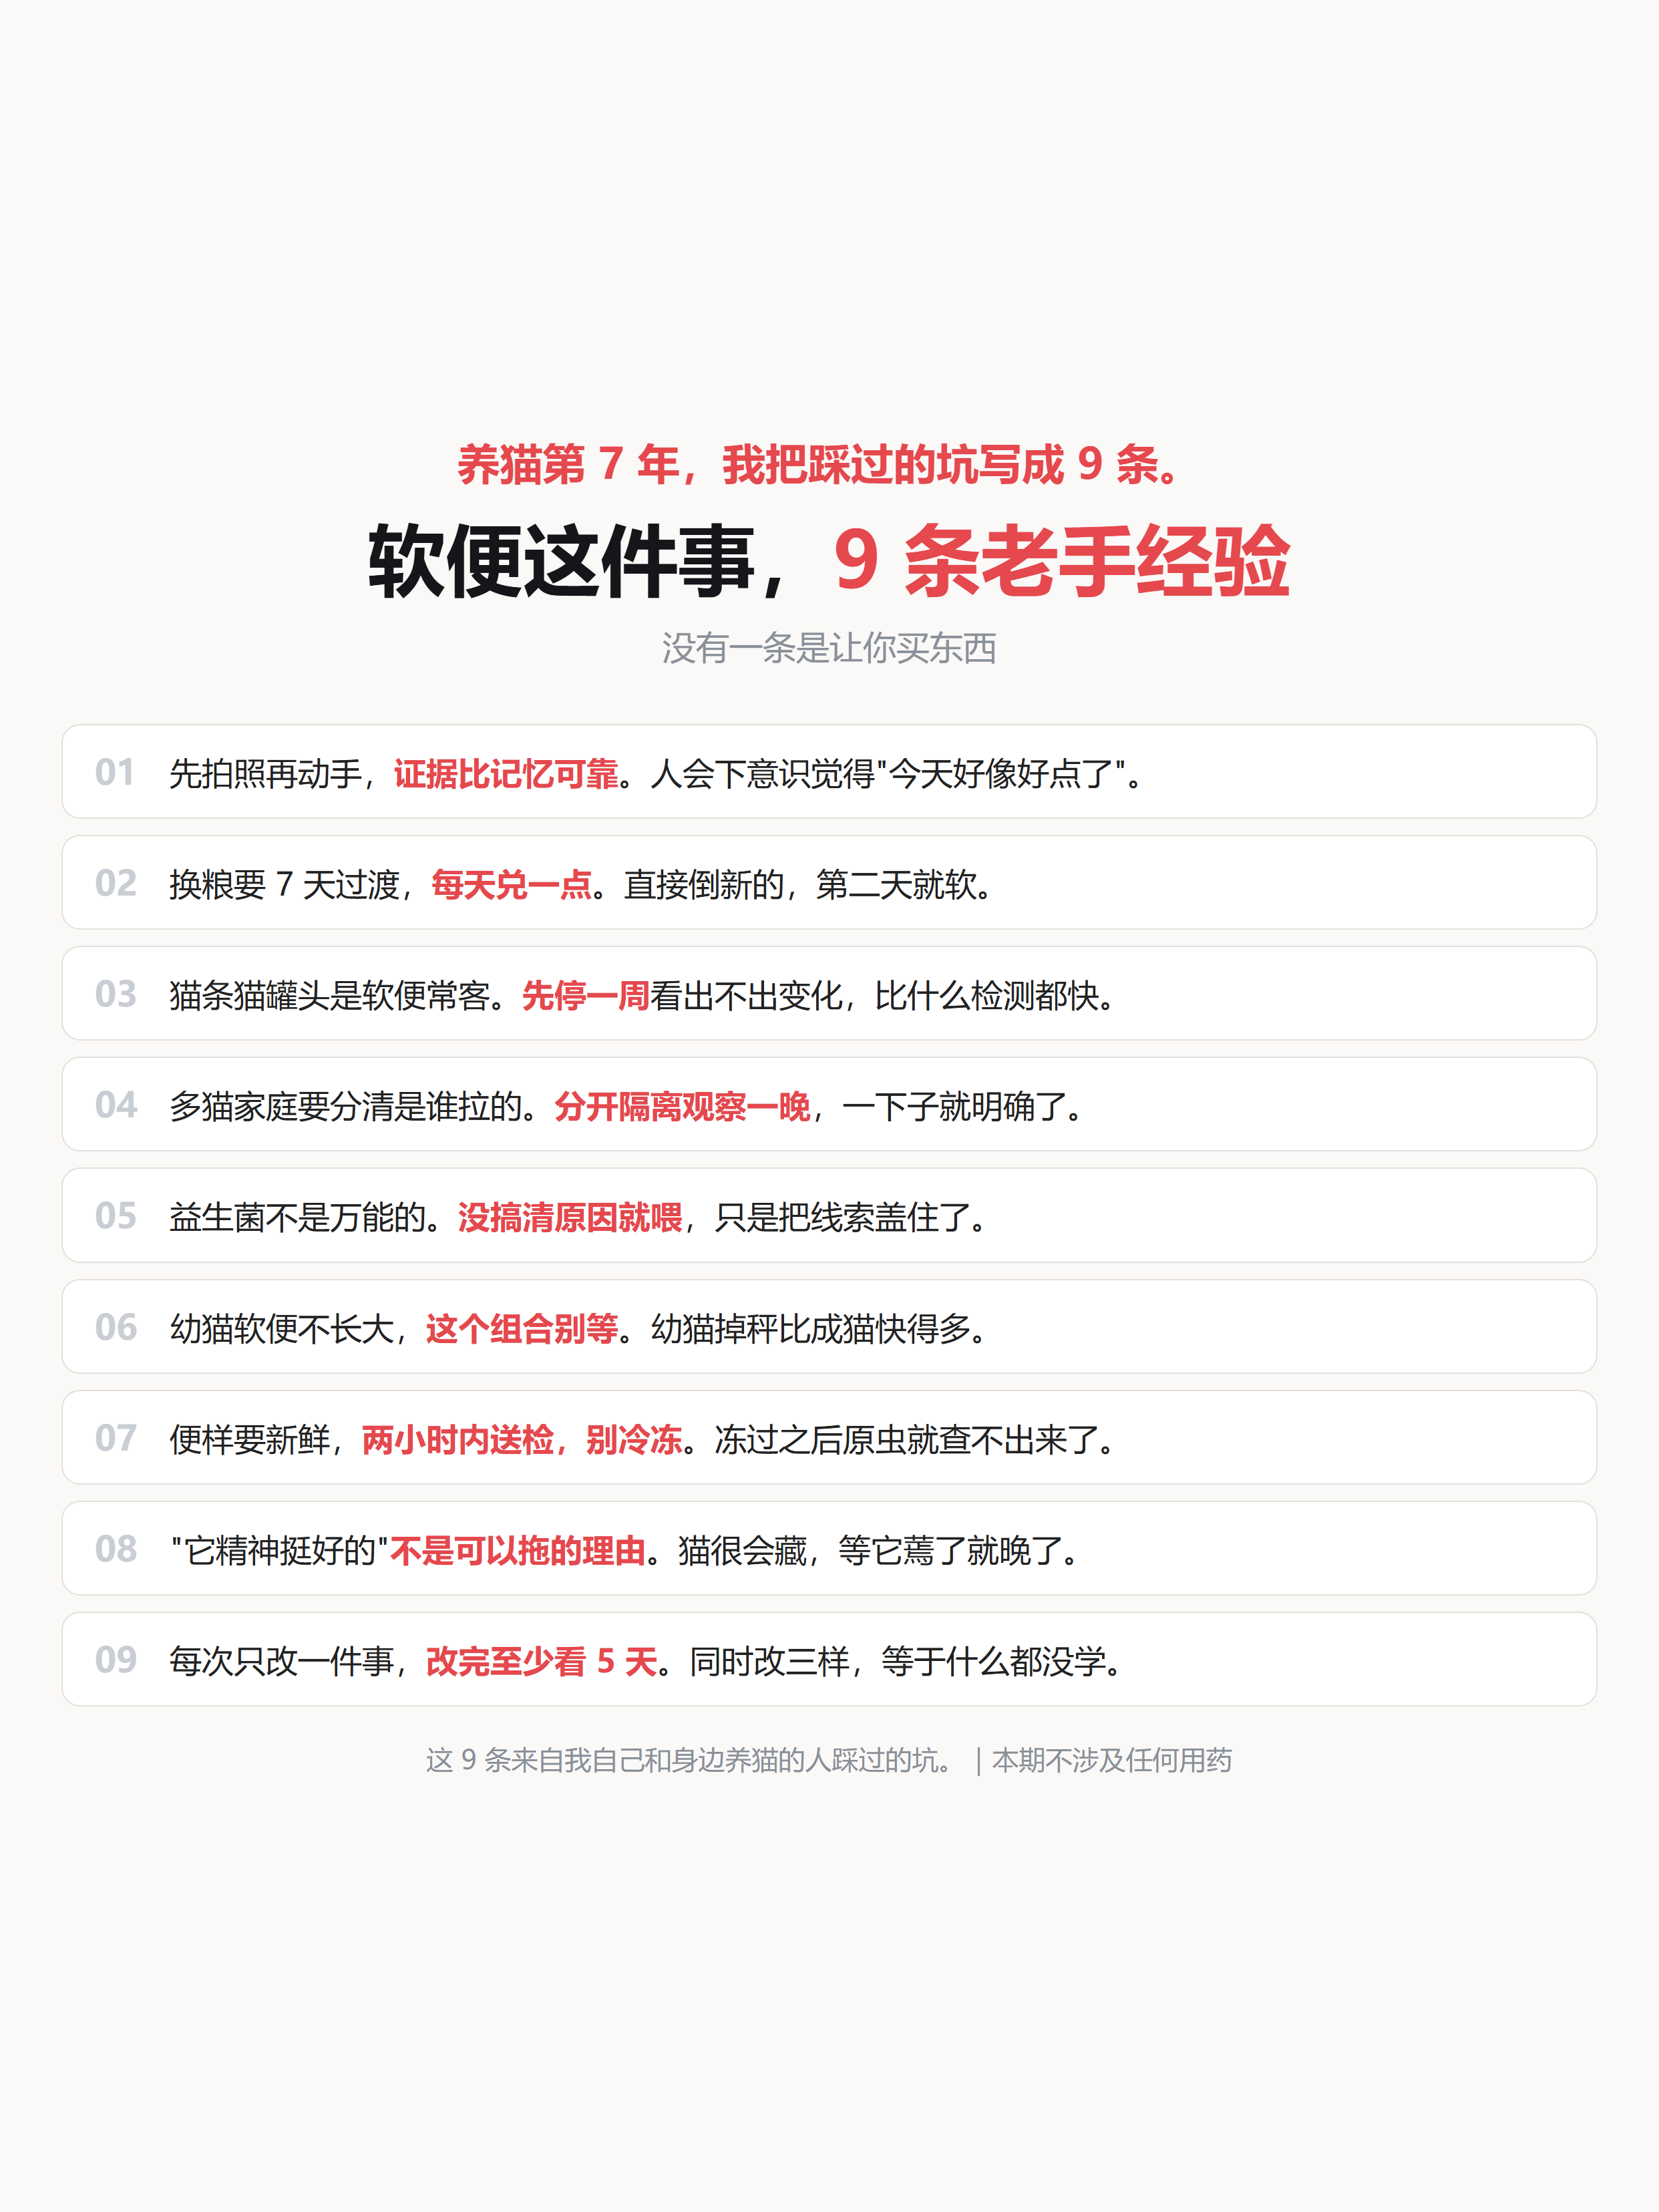 养猫第 7 年，我把踩过的坑写成 9 条。
软便这件事，9 条老手经验
没有一条是让你买东西
01 先拍照再动手，证据比记忆可靠。人会下意识觉得"今天好像好点了"。
02 换粮要 7 天过渡，每天兑一点。直接倒新的，第二天就软。
03 猫条猫罐头是软便常客。先停一周看出不出变化，比什么检测都快。
04 多猫家庭要分清是谁拉的。分开隔离观察一晚，一下子就明确了。
05 益生菌不是万能的。没搞清原因就喂，只是把线索盖住了。
06 幼猫软便不长大，这个组合别等。幼猫掉秤比成猫快得多。
07 便样要新鲜，两小时内送检，别冷冻。冻过之后原虫就查不出来了。
08 "它精神挺好的"不是可以拖的理由。猫很会藏，等它蔫了就晚了。
09 每次只改一件事，改完至少看 5 天。同时改三样，等于什么都没学。
这 9 条来自我自己和身边养猫的人踩过的坑。｜本期不涉及任何用药